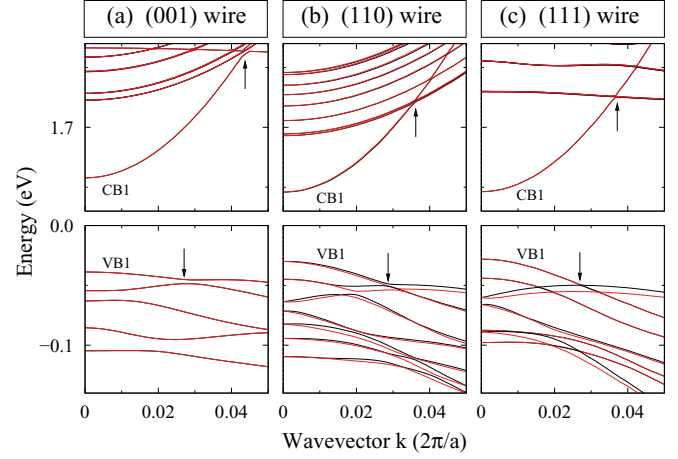 (a) (001) wire
(b) (110) wire
(c) (111) wire
Energy (eV)
1.7
CB1
CB1
CB1
0.0
−0.1
VB1
VB1
VB1
0 0.02 0.04
0 0.02 0.04
0 0.02 0.04
Wavevector k (2π/a)